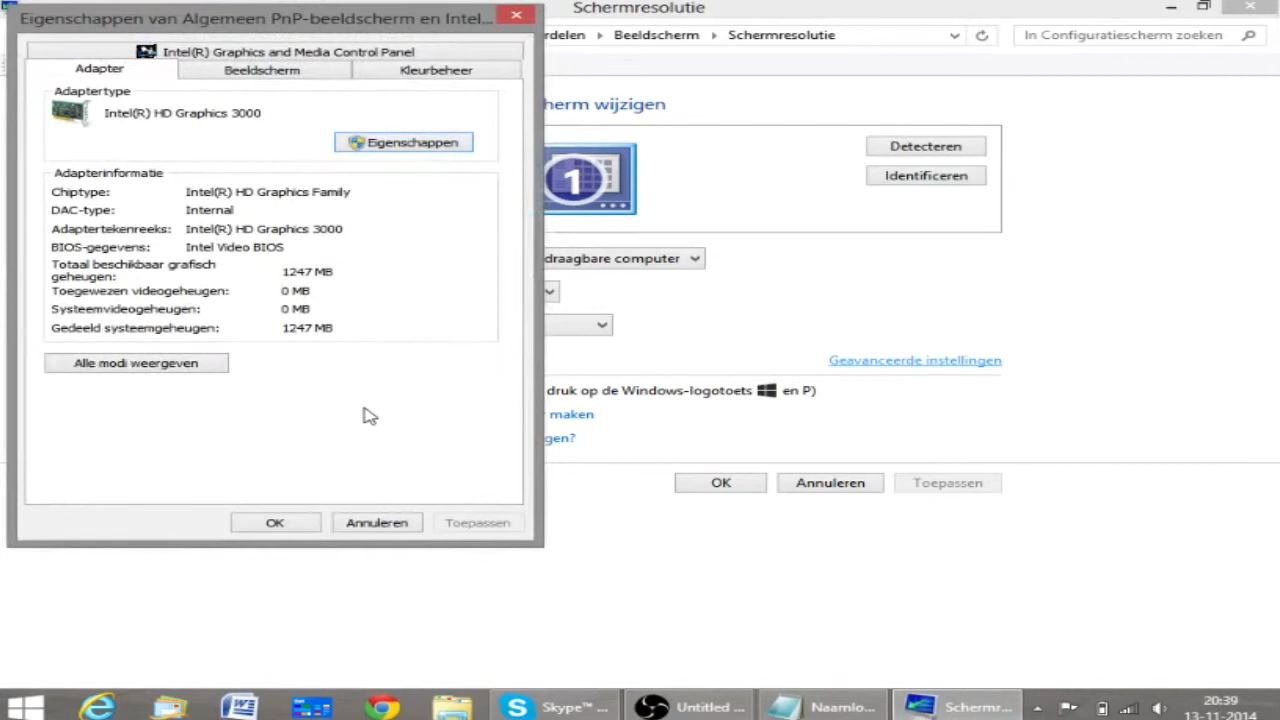 Eigenschappen van Algemeen PnP-beeldscherm en Intel...
Intel(R) Graphics and Media Control Panel
Adapter
Beeldscherm
Kleurbeheer
Adaptertype
Intel(R) HD Graphics 3000
Eigenschappen
Adapterinformatie
Chiptype: Intel(R) HD Graphics Family
DAC-type: Internal
Adaptertekenreeks: Intel(R) HD Graphics 3000
BIOS-gegevens: Intel Video BIOS
Totaal beschikbaar grafisch
geheugen: 1247 MB
Toegewezen videogeheugen: 0 MB
Systeemvideogeheugen: 0 MB
Gedeeld systeemgeheugen: 1247 MB
Alle modi weergeven
OK
Annuleren
Toepassen
Schermresolutie
rdelen
Beeldscherm
Schermresolutie
In Configuratiescherm zoeken
herm wijzigen
1
Detecteren
Identificeren
draagbare computer
Geavanceerde instellingen
druk op de Windows-logotoets en P)
maken
gen?
OK
Annuleren
Toepassen
Skype™ ...
Untitled ...
Naamlo...
Schermr...
20:39
13-11-2014